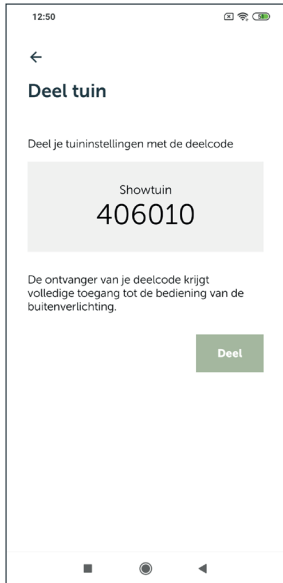 12:50
Deel tuin
Deel je tuininstellingen met de deelcode
Showtuin
406010
De ontvanger van je deelcode krijgt
volledige toegang tot de bediening van de
buitenverlichting.
Deel